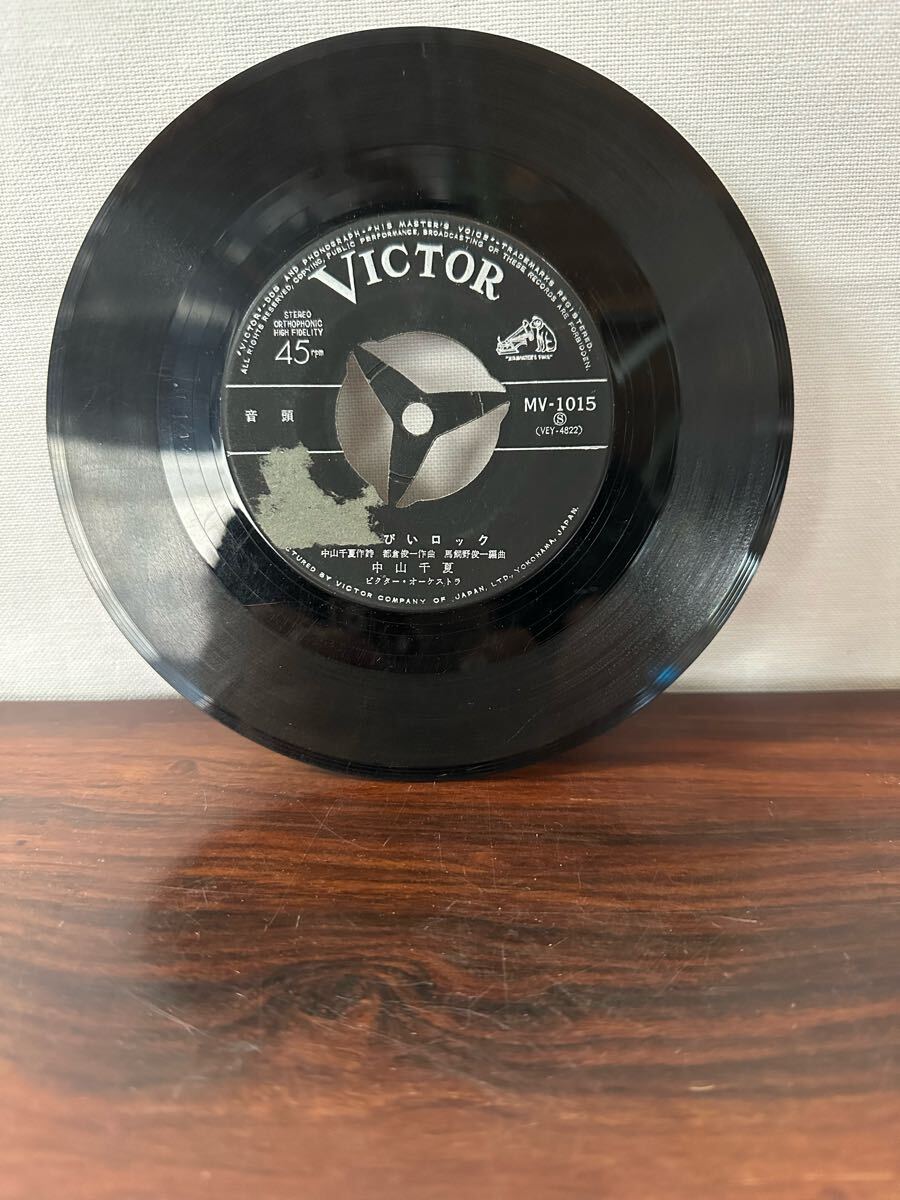 "VICTOR"-DOG AND PHONOGRAPH-"HIS MASTER'S VOICE"-TRADEMARKS REGISTERED.
ALL RIGHTS RESERVED, COPYING, PUBLIC PERFORMANCE, BROADCASTING OF THESE RECORDS ARE FORBIDDEN.
VICTOR
STEREO
ORTHOPHONIC
HIGH FIDELITY
45 rpm
"HIS MASTER'S VOICE"
音頭
MV-1015
Ⓢ
(VEY-4822)
びいロック
中山千夏作詩 都倉俊一作曲 馬飼野俊一編曲
中山千夏
ビクター・オーケストラ
CTURED BY VICTOR COMPANY OF JAPAN, LTD., YOKOHAMA, JAPAN.